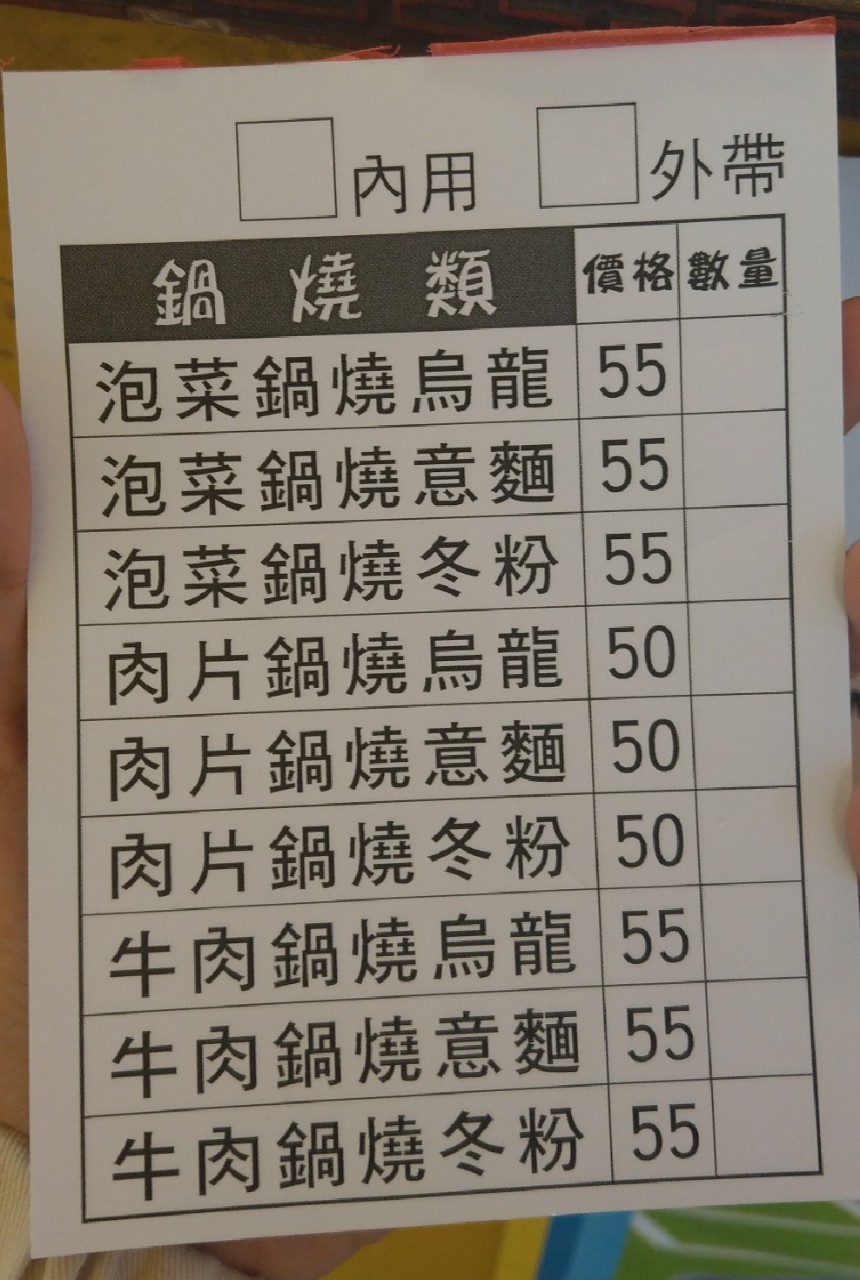 內用 外帶
鍋燒類 價格 數量
泡菜鍋燒烏龍 55
泡菜鍋燒意麵 55
泡菜鍋燒冬粉 55
肉片鍋燒烏龍 50
肉片鍋燒意麵 50
肉片鍋燒冬粉 50
牛肉鍋燒烏龍 55
牛肉鍋燒意麵 55
牛肉鍋燒冬粉 55